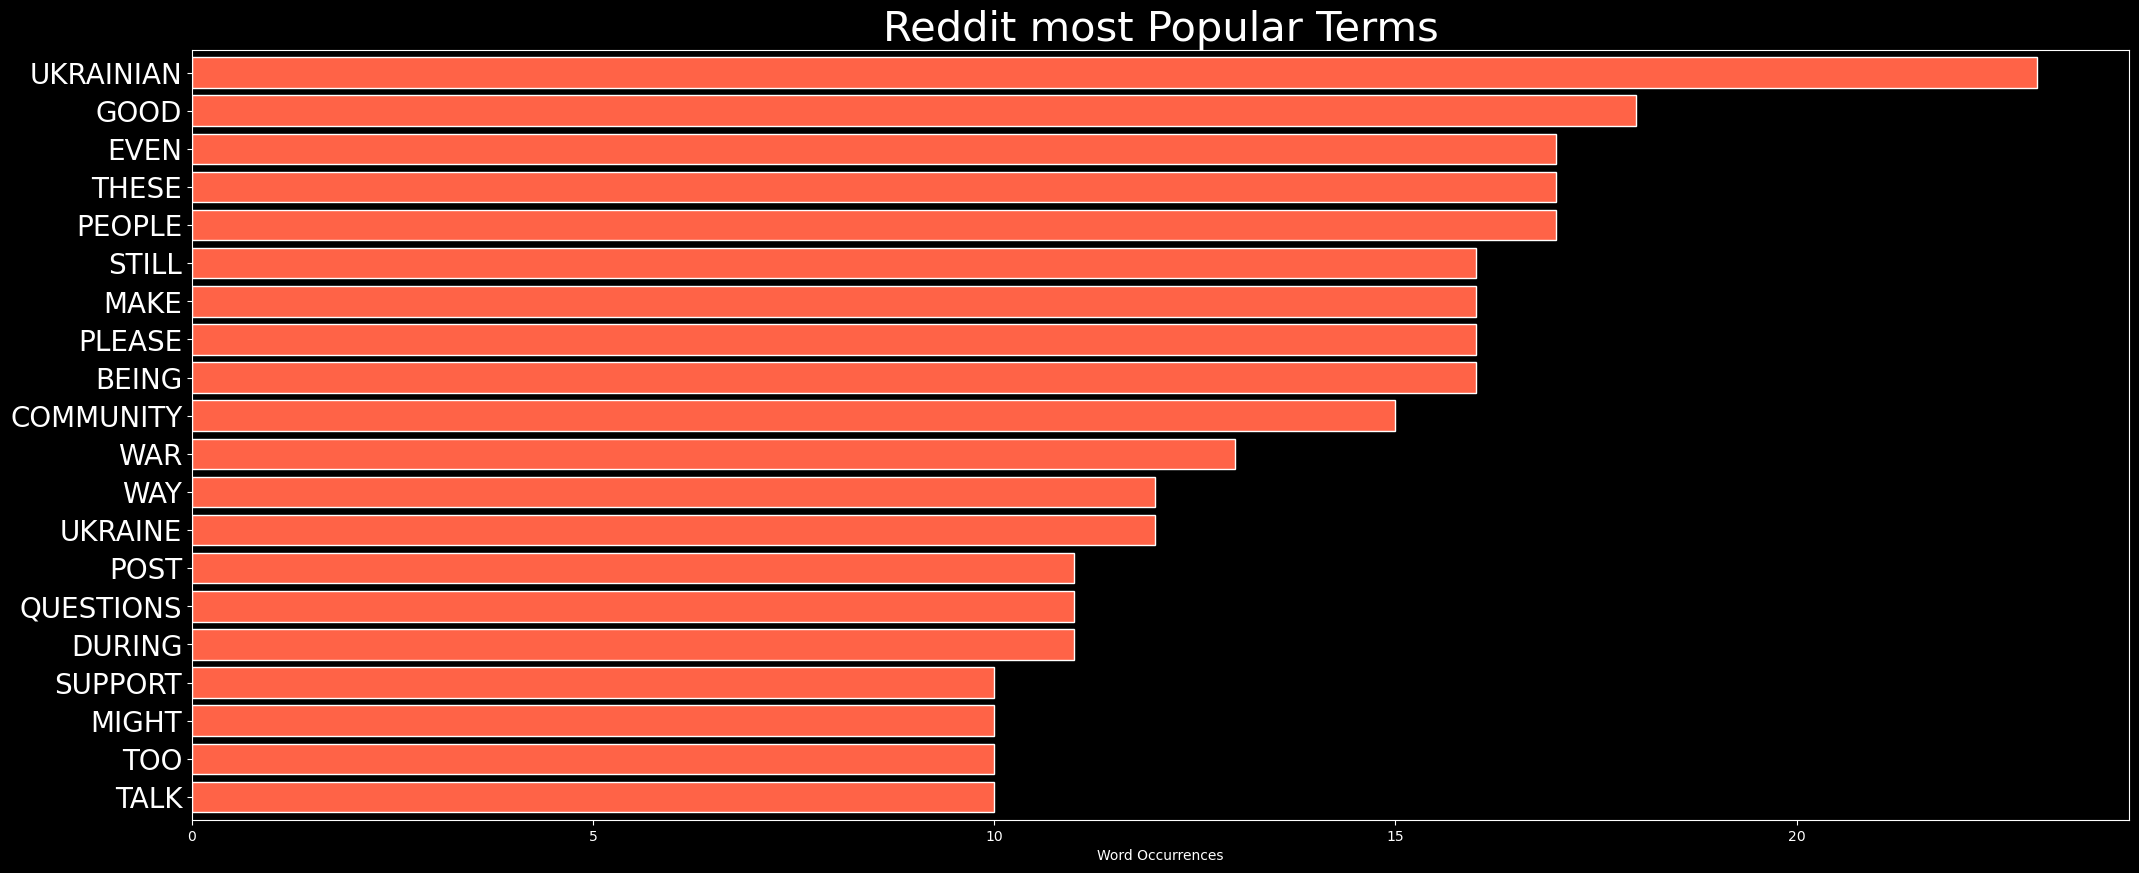 Reddit most Popular Terms
UKRAINIAN
GOOD
EVEN
THESE
PEOPLE
STILL
MAKE
PLEASE
BEING
COMMUNITY
WAR
WAY
UKRAINE
POST
QUESTIONS
DURING
SUPPORT
MIGHT
TOO
TALK
0 5 10 15 20
Word Occurrences